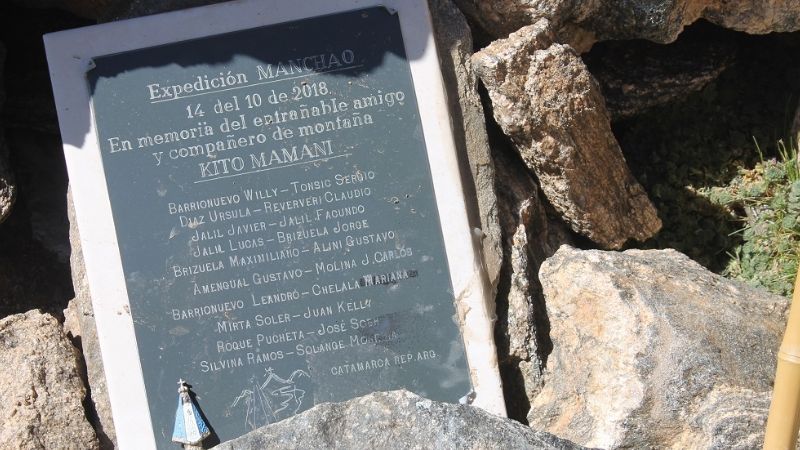 Expedición MANCHAO
14 del 10 de 2018
En memoria del entrañable amigo
y compañero de montaña
KITO MAMANI
BARRIONUEVO WILLY – TONSIC SERGIO
DIAZ URSULA – REVERVERI CLAUDIO
JALIL JAVIER – JALIL FACUNDO
JALIL LUCAS – BRIZUELA JORGE
BRIZUELA MAXIMILIANO – ALINI GUSTAVO
AMENGUAL GUSTAVO – MOLINA J. CARLOS
BARRIONUEVO LEANDRO – CHELALA MARIANA
MIRTA SOLER – JUAN KELLY
ROQUE PUCHETA – JOSÉ
SILVINA RAMOS – SOLANGE
CATAMARCA REP. ARG.